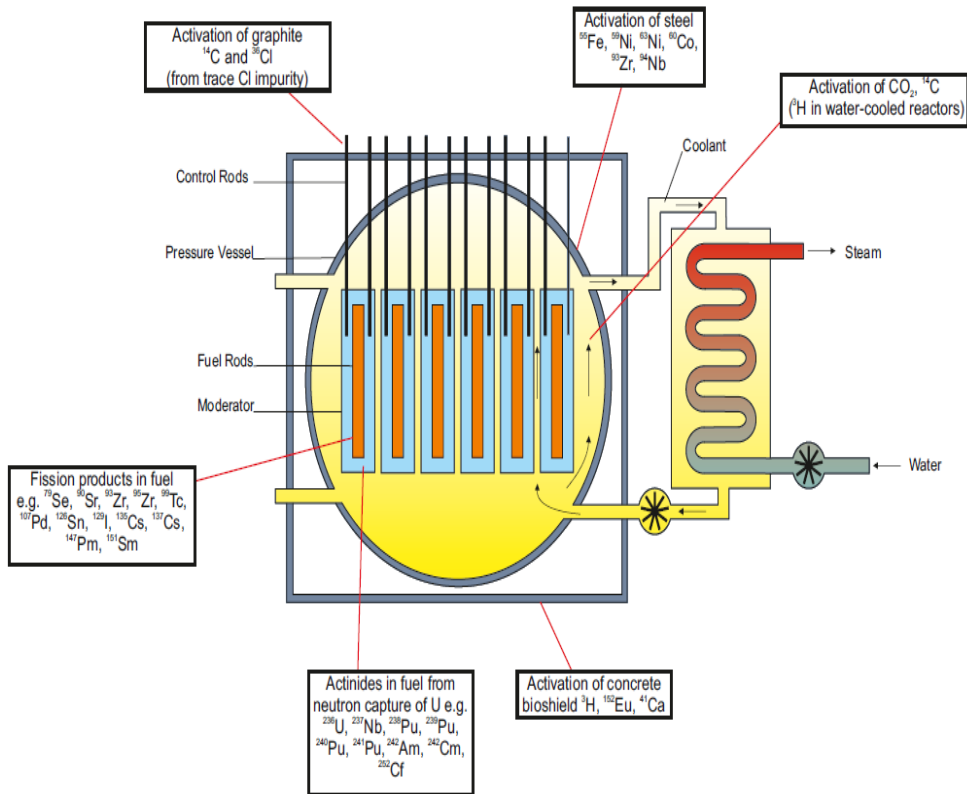 Activation of graphite
¹⁴C and ³⁶Cl
(from trace Cl impurity)
Activation of steel
⁵⁵Fe, ⁵⁹Ni, ⁶³Ni, ⁶⁰Co,
⁹³Zr, ⁹⁴Nb
Activation of CO₂, ¹⁴C
(³H in water-cooled reactors)
Coolant
Control Rods
Pressure Vessel
Steam
Fuel Rods
Moderator
Water
Fission products in fuel
e.g. ⁷⁹Se, ⁹⁰Sr, ⁹³Zr, ⁹⁵Zr, ⁹⁹Tc,
¹⁰⁷Pd, ¹²⁶Sn, ¹²⁹I, ¹³⁵Cs, ¹³⁷Cs,
¹⁴⁷Pm, ¹⁵¹Sm
Actinides in fuel from
neutron capture of U e.g.
²³⁶U, ²³⁷Nb, ²³⁸Pu, ²³⁹Pu,
²⁴⁰Pu, ²⁴¹Pu, ²⁴²Am, ²⁴²Cm,
²⁵²Cf
Activation of concrete
bioshield ³H, ¹⁵²Eu, ⁴¹Ca